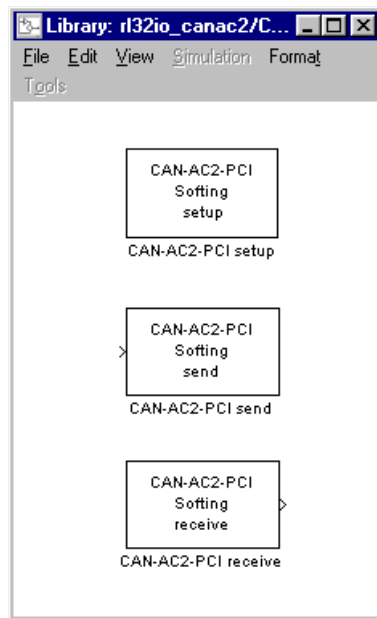 Library: rl32io_canac2/C...
File Edit View Simulation Format
Tools
CAN-AC2-PCI
Softing
setup
CAN-AC2-PCI setup
CAN-AC2-PCI
Softing
send
CAN-AC2-PCI send
CAN-AC2-PCI
Softing
receive
CAN-AC2-PCI receive